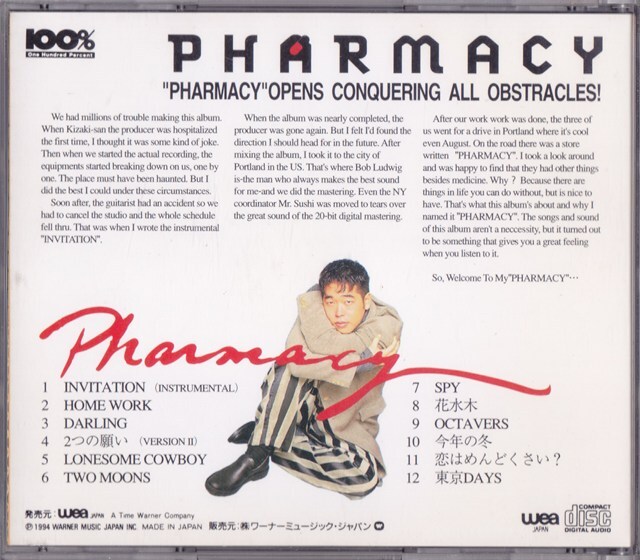 100%
One Hundred Percent
PHARMACY
"PHARMACY"OPENS CONQUERING ALL OBSTRACLES!
We had millions of trouble making this album.
When Kizaki-san the producer was hospitalized
the first time, I thought it was some kind of joke.
Then when we started the actual recording, the
equipments started breaking down on us, one by
one. The place must have been haunted. But I
did the best I could under these circumstances.
Soon after, the guitarist had an accident so we
had to cancel the studio and the whole schedule
fell thru. That was when I wrote the instrumental
"INVITATION".
When the album was nearly completed, the
producer was gone again. But I felt I'd found the
direction I should head for in the future. After
mixing the album, I took it to the city of
Portland in the US. That's where Bob Ludwig
is-the man who always makes the best sound
for me-and we did the mastering. Even the NY
coordinator Mr. Sushi was moved to tears over
the great sound of the 20-bit digital mastering.
After our work work was done, the three of
us went for a drive in Portland where it's cool
even August. On the road there was a store
written "PHARMACY". I took a look around
and was happy to find that they had other things
besides medicine. Why? Because there are
things in life you can do without, but is nice to
have. That's what this album's about and why I
named it "PHARMACY". The songs and sound
of this album aren't a neccessity, but it turned out
to be something that gives you a great feeling
when you listen to it.
So, Welcome To My"PHARMACY"…
Pharmacy
1 INVITATION (INSTRUMENTAL)
2 HOME WORK
3 DARLING
4 2つの願い (VERSION II)
5 LONESOME COWBOY
6 TWO MOONS
7 SPY
8 花水木
9 OCTAVERS
10 今年の冬
11 恋はめんどくさい?
12 東京DAYS
発売元: wea JAPAN A Time Warner Company
℗1994 WARNER MUSIC JAPAN INC. MADE IN JAPAN 販売元:㈱ワーナーミュージック・ジャパン
wea JAPAN
COMPACT disc DIGITAL AUDIO